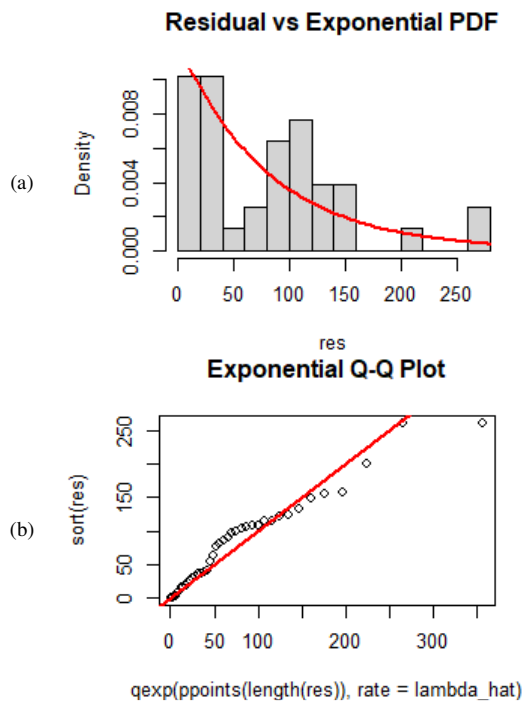 Residual vs Exponential PDF
(a)
Density
0.000 0.004 0.008
0 50 100 150 200 250
res
Exponential Q-Q Plot
(b)
sort(res)
0 50 150 250
0 50 100 200 300
qexp(ppoints(length(res)), rate = lambda_hat)